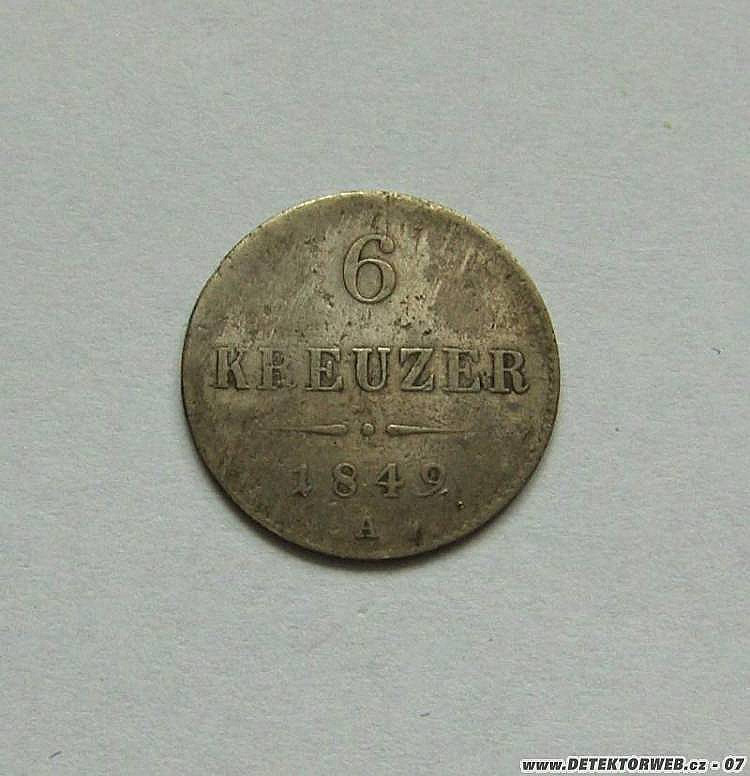 6
KREUZER
1849
A
www.DETEKTORWEB.cz - 07